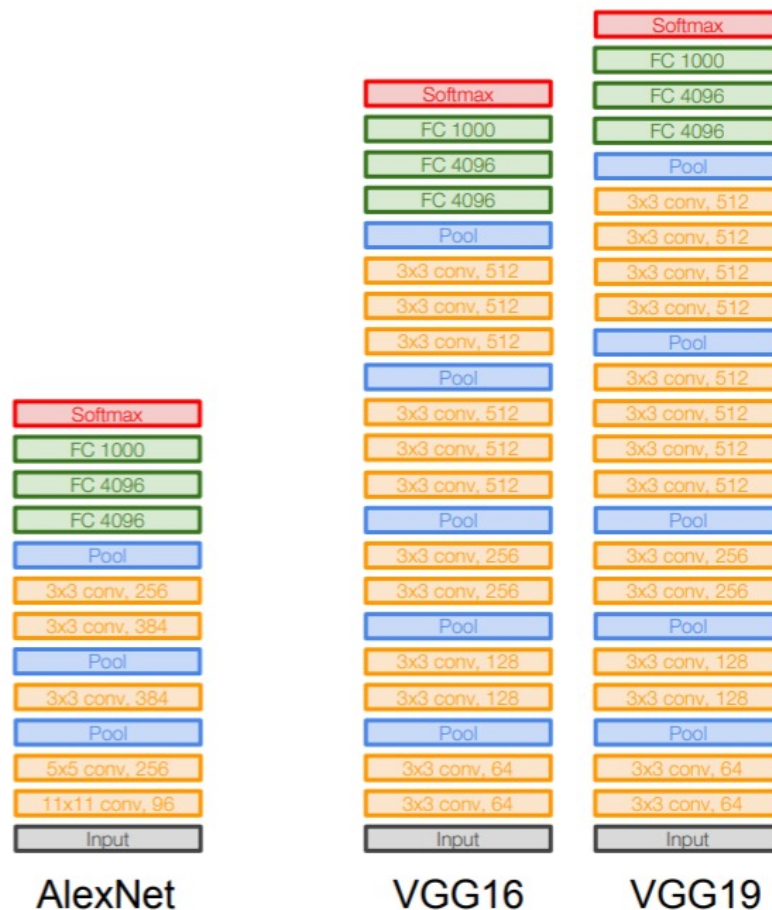 Softmax
FC 1000
FC 4096
FC 4096
Pool
3x3 conv, 256
3x3 conv, 384
Pool
3x3 conv, 384
Pool
5x5 conv, 256
11x11 conv, 96
Input
AlexNet
Softmax
FC 1000
FC 4096
FC 4096
Pool
3x3 conv, 512
3x3 conv, 512
3x3 conv, 512
Pool
3x3 conv, 512
3x3 conv, 512
3x3 conv, 512
Pool
3x3 conv, 256
3x3 conv, 256
Pool
3x3 conv, 128
3x3 conv, 128
Pool
3x3 conv, 64
3x3 conv, 64
Input
VGG16
Softmax
FC 1000
FC 4096
FC 4096
Pool
3x3 conv, 512
3x3 conv, 512
3x3 conv, 512
3x3 conv, 512
Pool
3x3 conv, 512
3x3 conv, 512
3x3 conv, 512
3x3 conv, 512
Pool
3x3 conv, 256
3x3 conv, 256
Pool
3x3 conv, 128
3x3 conv, 128
Pool
3x3 conv, 64
3x3 conv, 64
Input
VGG19